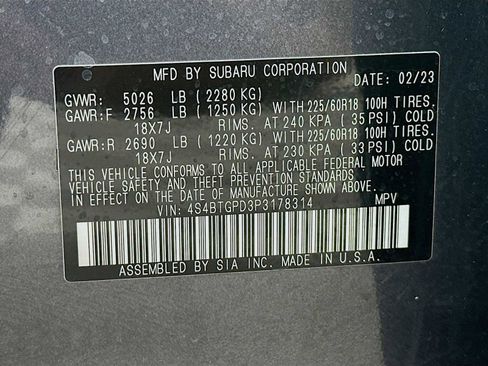 MFD BY SUBARU CORPORATION
DATE: 02/23
GVWR: 5026 LB (2280 KG)
GAWR:F 2756 LB (1250 KG) WITH 225/60R18 100H TIRES.
18X7J RIMS. AT 240 KPA (35 PSI) COLD
GAWR:R 2690 LB (1220 KG) WITH 225/60R18 100H TIRES.
18X7J RIMS. AT 230 KPA (33 PSI) COLD
THIS VEHICLE CONFORMS TO ALL APPLICABLE FEDERAL MOTOR
VEHICLE SAFETY AND THEFT PREVENTION STANDARDS
IN EFFECT ON THE DATE OF MANUFACTURE SHOWN ABOVE.
VIN: 4S4BTGPD3P3178314 MPV
ASSEMBLED BY SIA INC. MADE IN U.S.A.